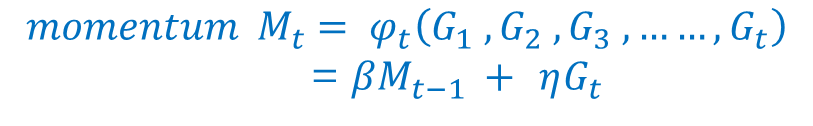 momentum M_t = φ_t(G_1 , G_2 , G_3 , … … , G_t)
= βM_{t−1} + ηG_t